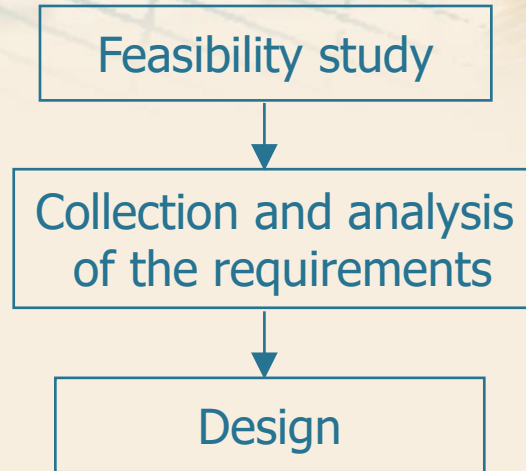 Feasibility study
Collection and analysis
of the requirements
Design